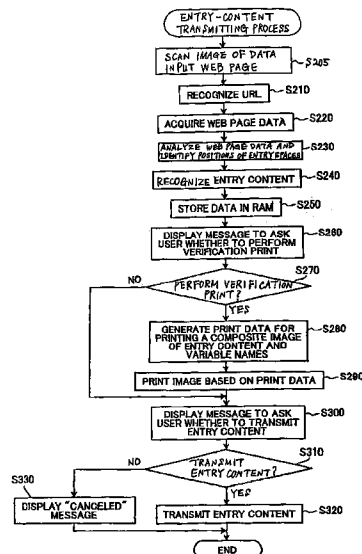 ENTRY-CONTENT
TRANSMITTING PROCESS
SCAN IMAGE OF DATA
INPUT WEB PAGE
S205
RECOGNIZE URL
S210
ACQUIRE WEB PAGE DATA
S220
ANALYZE WEB PAGE DATA AND
IDENTIFY POSITIONS OF ENTRY SPACES
S230
RECOGNIZE ENTRY CONTENT
S240
STORE DATA IN RAM
S250
DISPLAY MESSAGE TO ASK
USER WHETHER TO PERFORM
VERIFICATION PRINT
S260
S270
NO
PERFORM VERIFICATION
PRINT?
YES
GENERATE PRINT DATA FOR
PRINTING A COMPOSITE IMAGE
OF ENTRY CONTENT AND
VARIABLE NAMES
S280
PRINT IMAGE BASED ON PRINT DATA
S290
DISPLAY MESSAGE TO ASK
USER WHETHER TO TRANSMIT
ENTRY CONTENT
S300
S310
NO
TRANSMIT
ENTRY CONTENT?
S330
YES
DISPLAY "CANCELED"
MESSAGE
TRANSMIT ENTRY CONTENT
S320
END